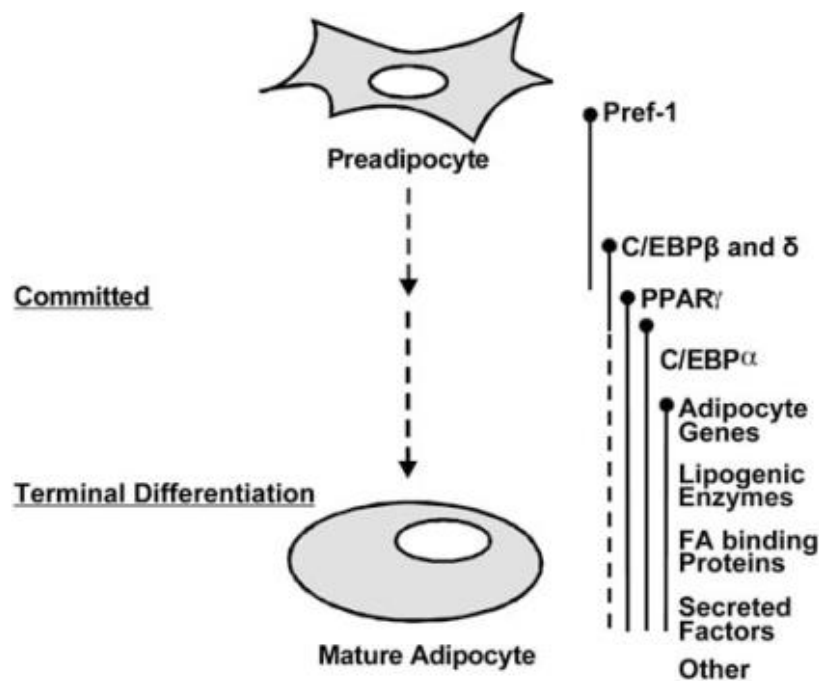 Pref-1
Preadipocyte
C/EBPβ and δ
Committed
PPARγ
C/EBPα
Adipocyte
Genes
Lipogenic
Enzymes
Terminal Differentiation
FA binding
Proteins
Secreted
Factors
Mature Adipocyte
Other